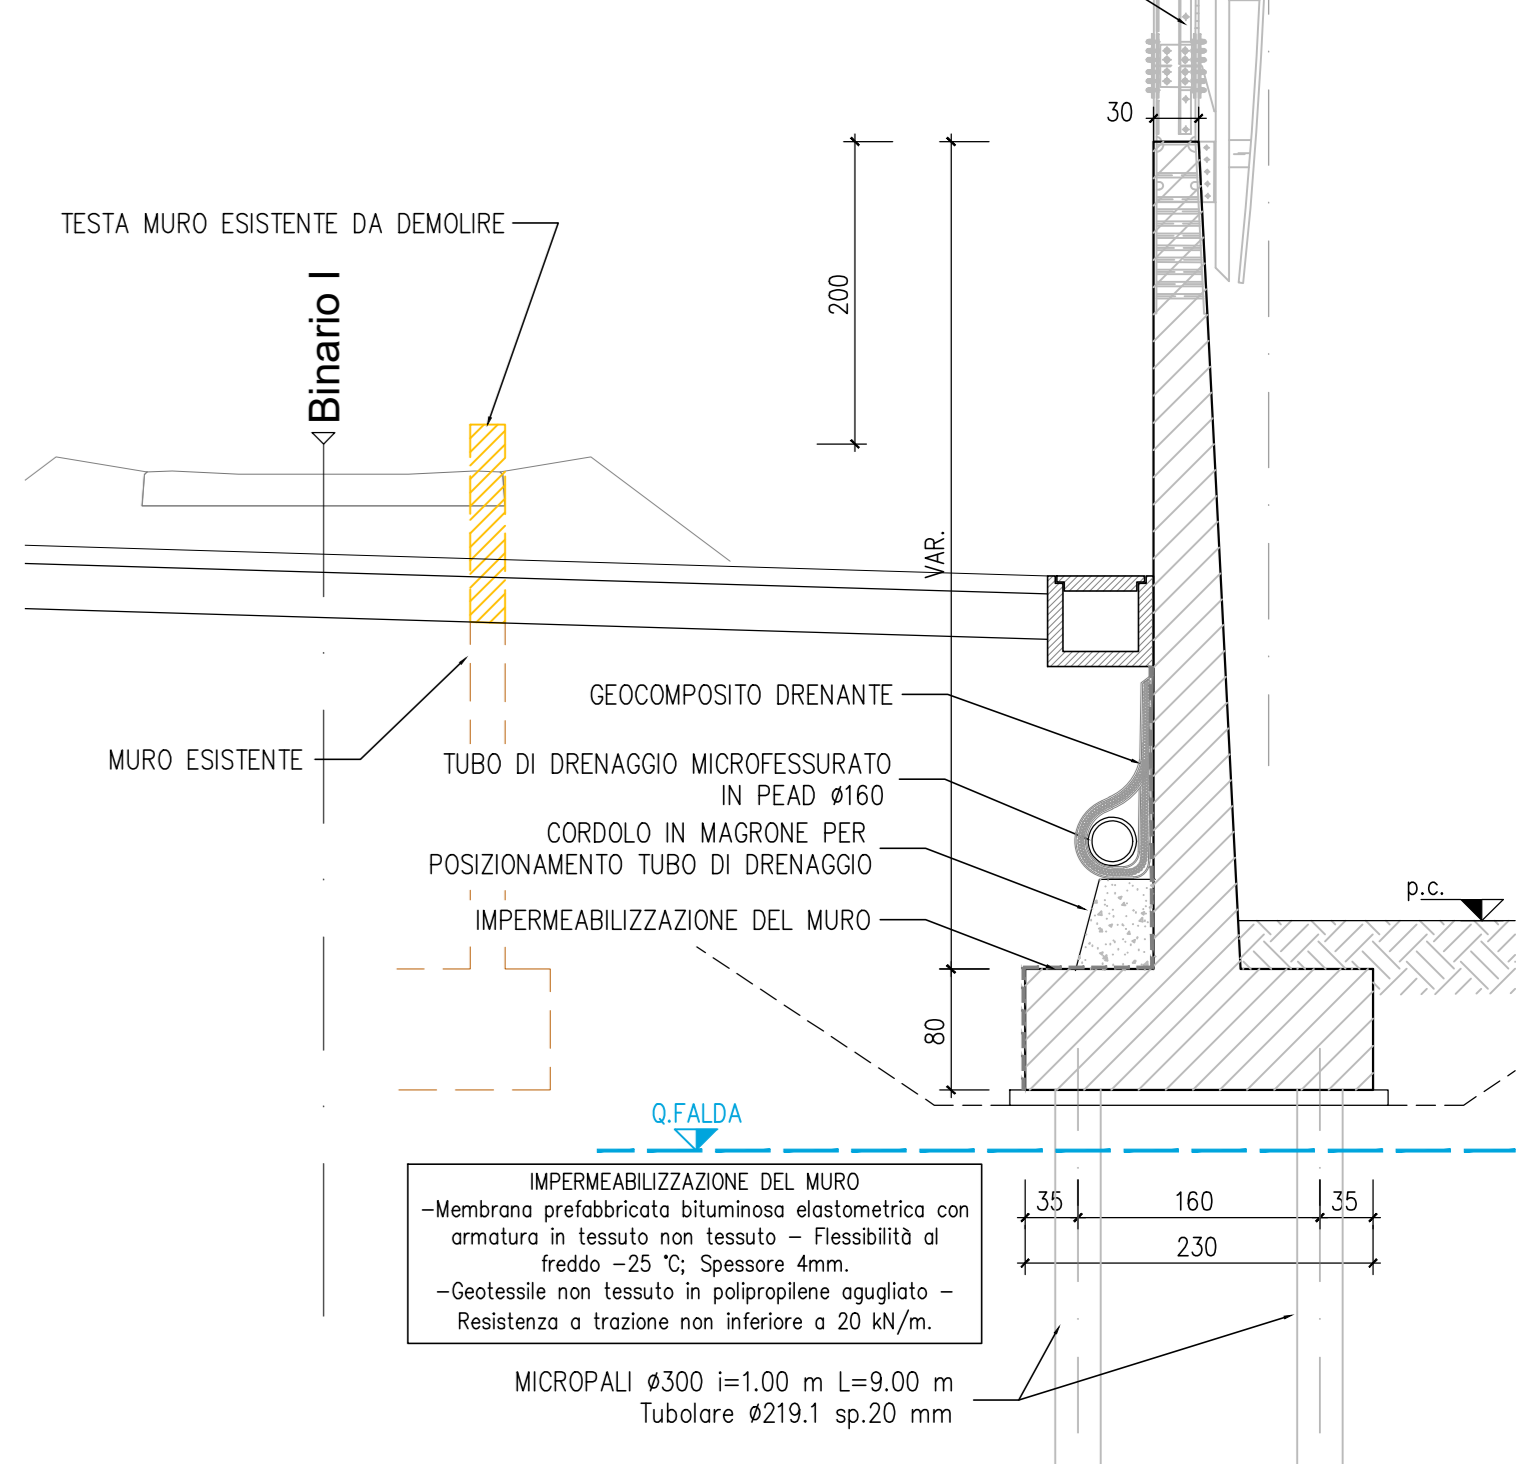 30
TESTA MURO ESISTENTE DA DEMOLIRE
Binario I
200
VAR.
GEOCOMPOSITO DRENANTE
MURO ESISTENTE
TUBO DI DRENAGGIO MICROFESSURATO
IN PEAD ø160
CORDOLO IN MAGRONE PER
POSIZIONAMENTO TUBO DI DRENAGGIO
p.c.
IMPERMEABILIZZAZIONE DEL MURO
80
Q.FALDA
IMPERMEABILIZZAZIONE DEL MURO
-Membrana prefabbricata bituminosa elastometrica con
armatura in tessuto non tessuto - Flessibilità al
freddo -25 °C; Spessore 4mm.
-Geotessile non tessuto in polipropilene agugliato -
Resistenza a trazione non inferiore a 20 kN/m.
35 160 35
230
MICROPALI ø300 i=1.00 m L=9.00 m
Tubolare ø219.1 sp.20 mm